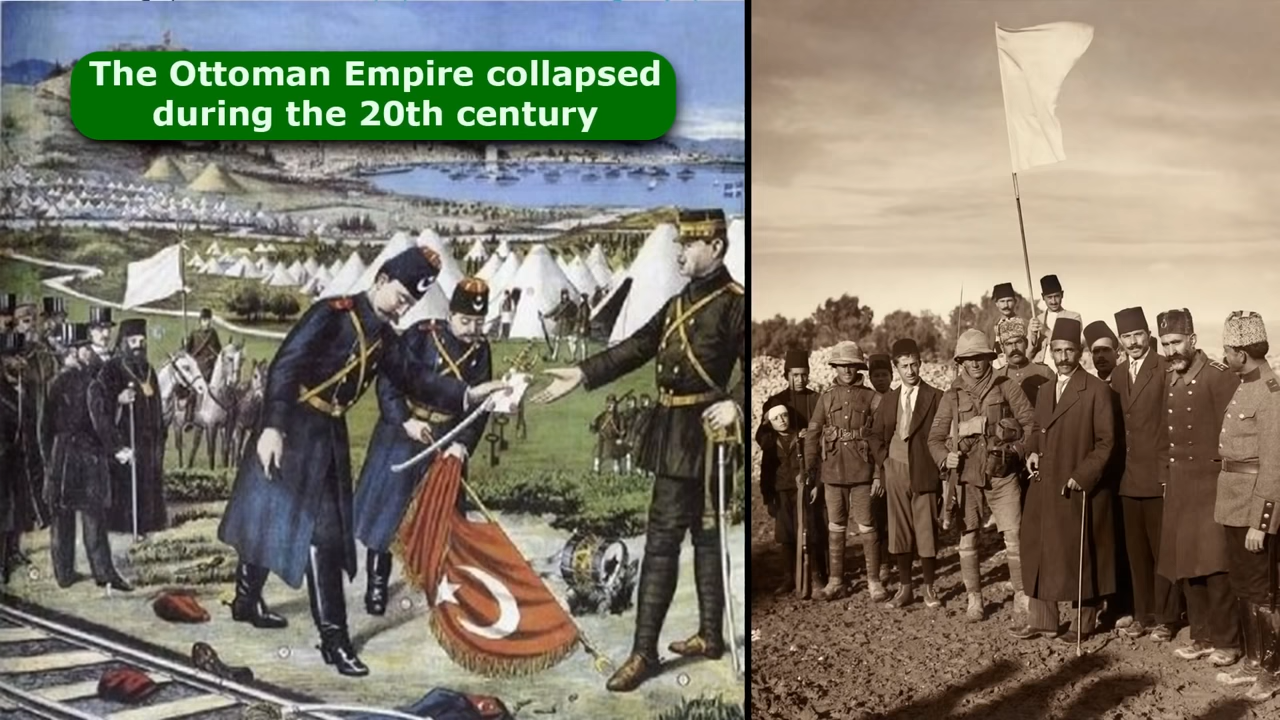 The Ottoman Empire collapsed
during the 20th century